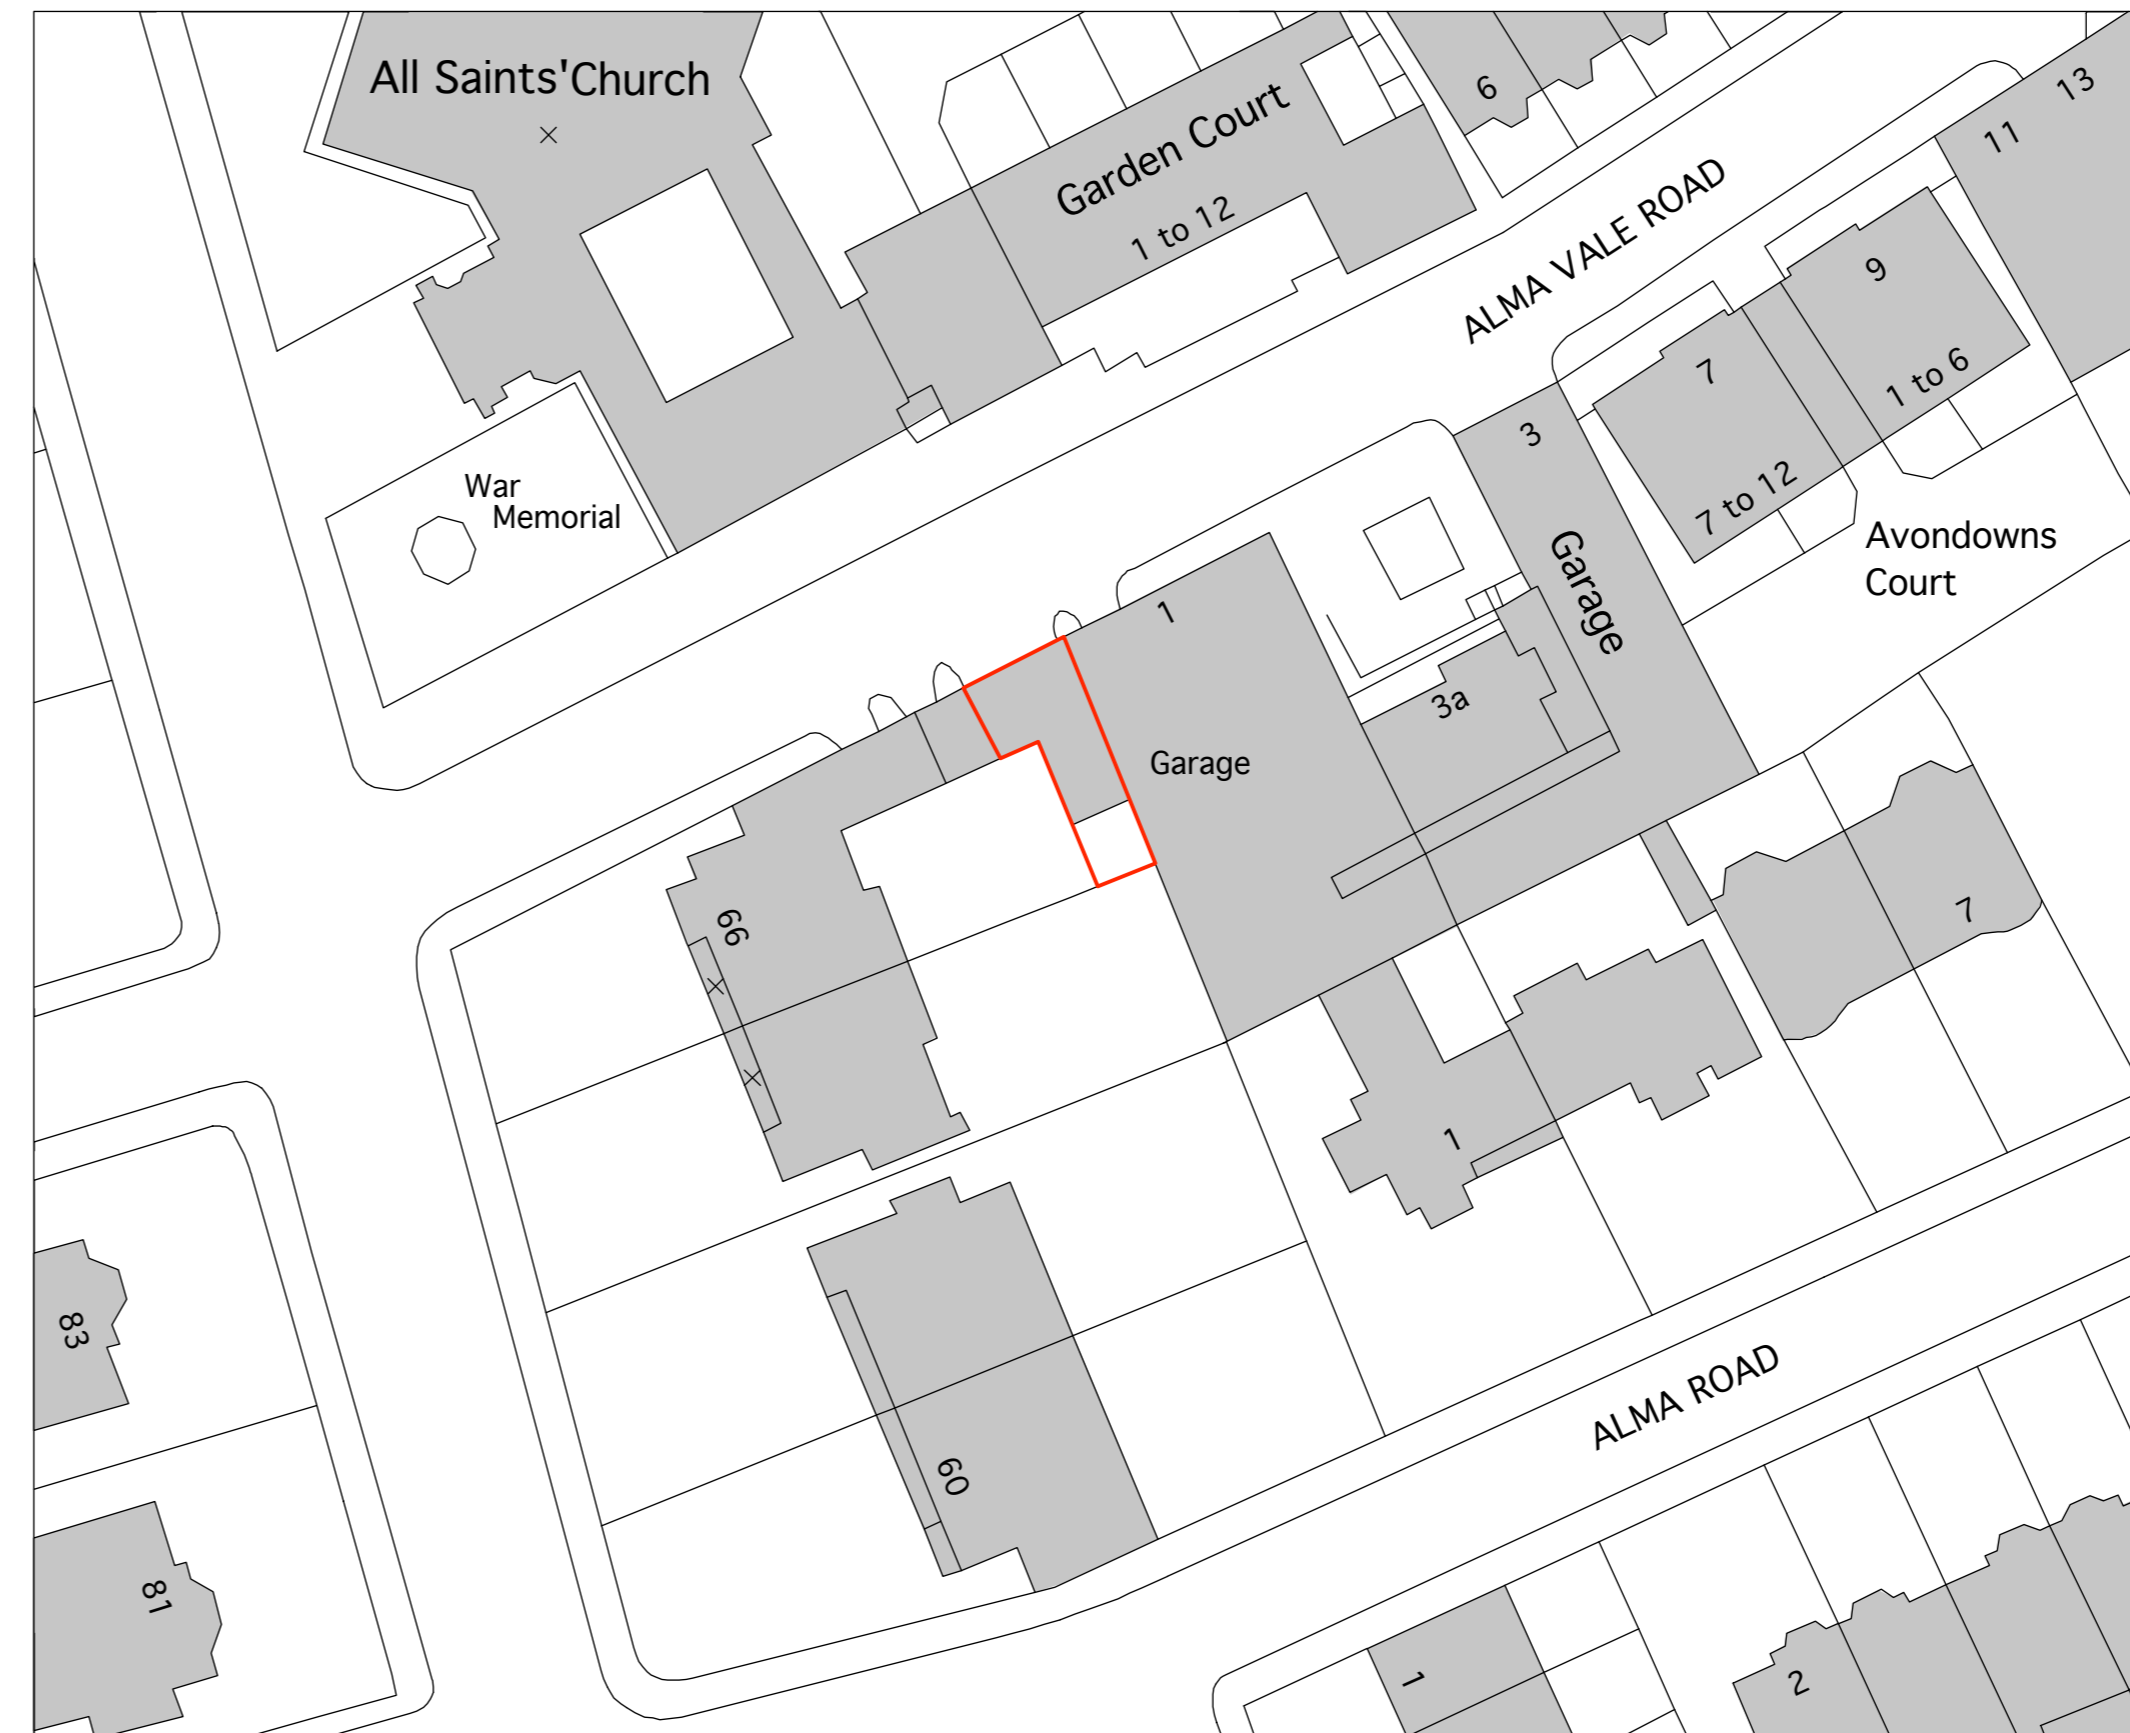 All Saints'Church
Garden Court
1 to 12
6
ALMA VALE ROAD
13
11
9
1 to 6
7
7 to 12
3
Garage
Avondowns
Court
War
Memorial
1
3a
Garage
66
7
1
60
83
81
ALMA ROAD
1
2